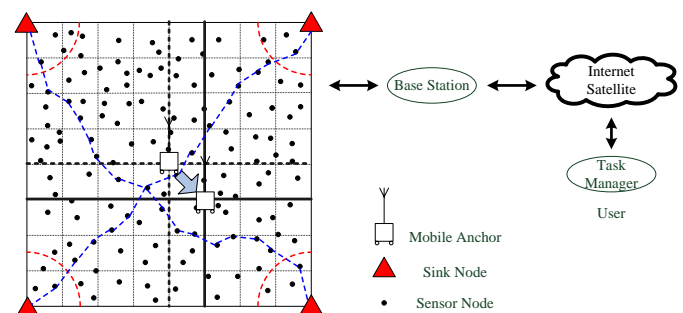 Base Station
Internet
Satellite
Task
Manager
User
Mobile Anchor
Sink Node
Sensor Node